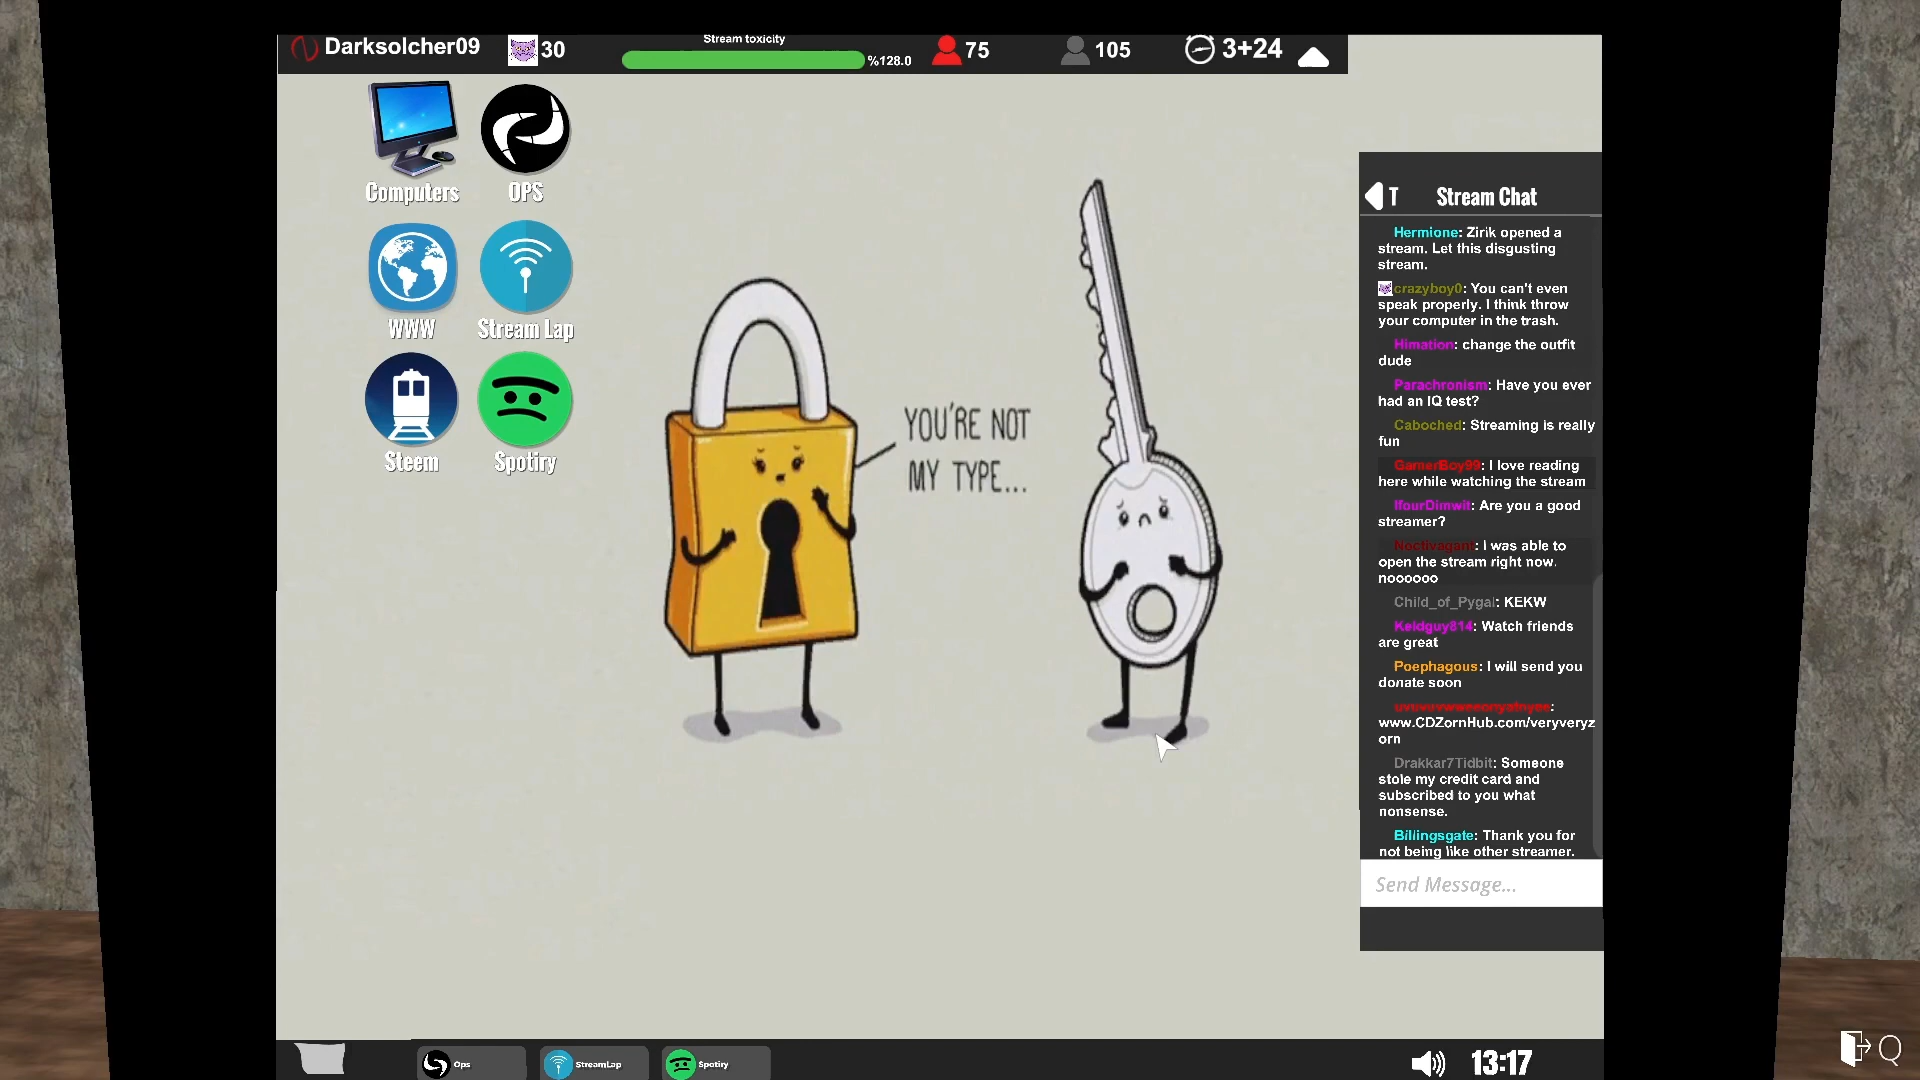 Darksolcher09
30
Stream toxicity
%128.0
75
105
3+24
Computers
OPS
WWW
Stream Lap
Steem
Spotiry
YOU'RE NOT
MY TYPE...
T
Stream Chat
Hermione: Zirik opened a
stream. Let this disgusting
stream.
crazyboy0: You can't even
speak properly. I think throw
your computer in the trash.
Himation: change the outfit
dude
Parachronism: Have you ever
had an IQ test?
Caboched: Streaming is really
fun
GamerBoy99: I love reading
here while watching the stream
IfourDimwit: Are you a good
streamer?
Noctivagant: I was able to
open the stream right now.
noooooo
Child_of_Pygal: KEKW
Keldguy814: Watch friends
are great
Poephagous: I will send you
donate soon
www.CDZornHub.com/veryveryz
orn
Drakkar7Tidbit: Someone
stole my credit card and
subscribed to you what
nonsense.
Billingsgate: Thank you for
not being like other streamer.
Send Message...
Ops
StreamLap
Spotiry
13:17
Q